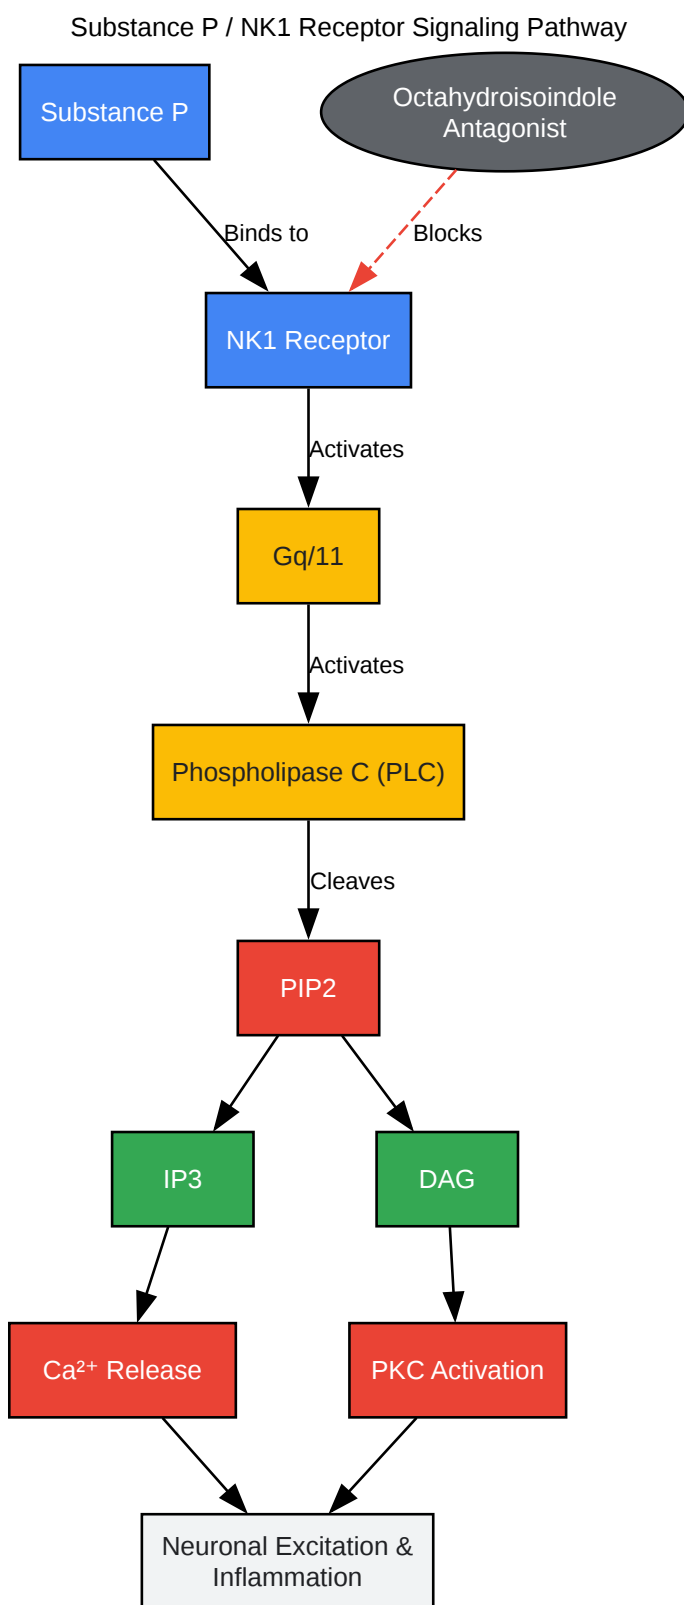 Substance P / NK1 Receptor Signaling Pathway
Substance P
Octahydroisoindole
Antagonist
Binds to
Blocks
NK1 Receptor
Activates
Gq/11
Activates
Phospholipase C (PLC)
Cleaves
PIP2
IP3
DAG
Ca²⁺ Release
PKC Activation
Neuronal Excitation &
Inflammation